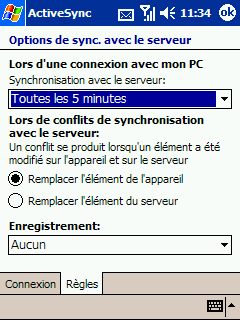 ActiveSync 11:34 ok
Options de sync. avec le serveur
Lors d'une connexion avec mon PC
Synchronisation avec le serveur:
Toutes les 5 minutes
Lors de conflits de synchronisation
avec le serveur:
Un conflit se produit lorsqu'un élément a été
modifié sur l'appareil et sur le serveur
Remplacer l'élément de l'appareil
Remplacer l'élément du serveur
Enregistrement:
Aucun
Connexion Règles